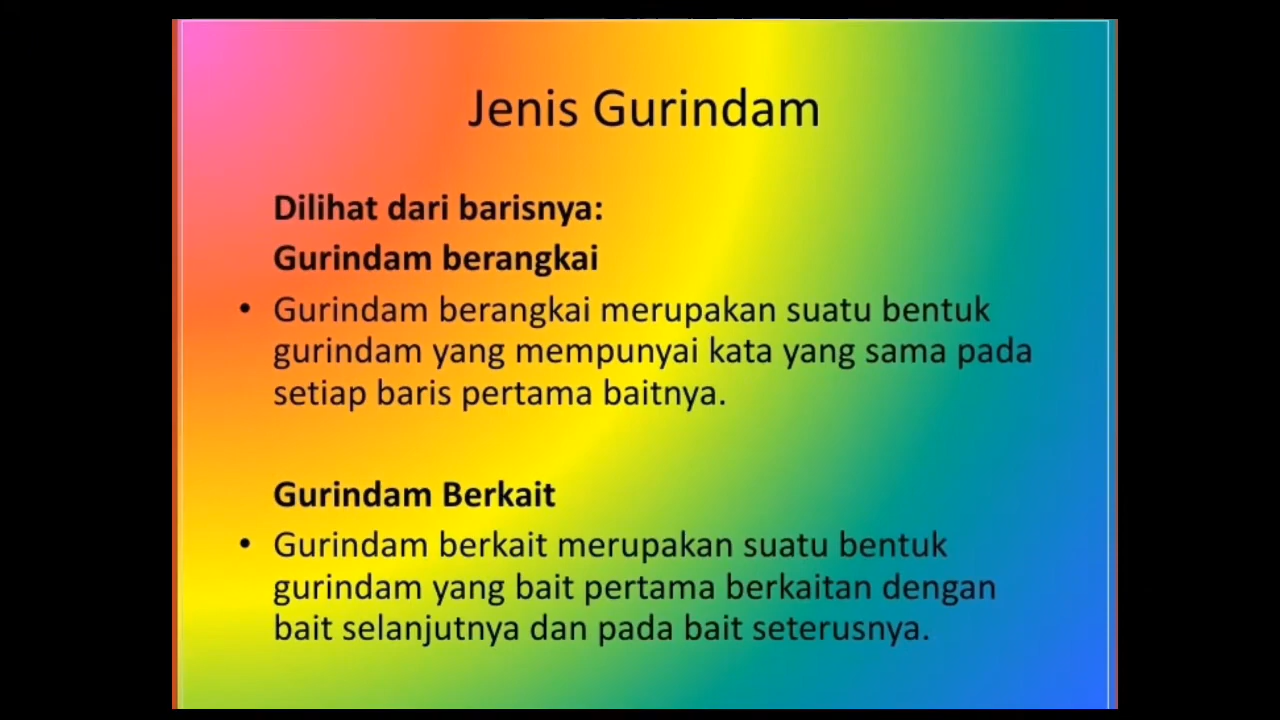 Jenis Gurindam
Dilihat dari barisnya:
Gurindam berangkai
• Gurindam berangkai merupakan suatu bentuk
gurindam yang mempunyai kata yang sama pada
setiap baris pertama baitnya.
Gurindam Berkait
• Gurindam berkait merupakan suatu bentuk
gurindam yang bait pertama berkaitan dengan
bait selanjutnya dan pada bait seterusnya.